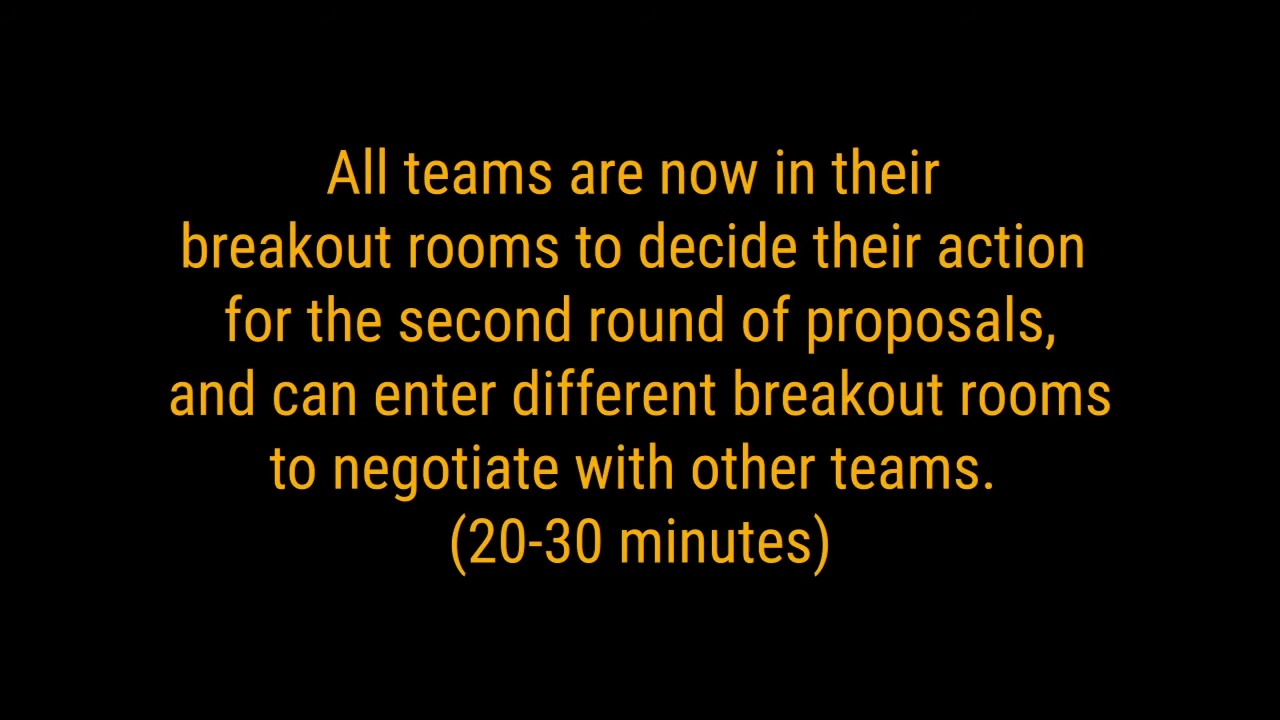 All teams are now in their
breakout rooms to decide their action
for the second round of proposals,
and can enter different breakout rooms
to negotiate with other teams.
(20-30 minutes)